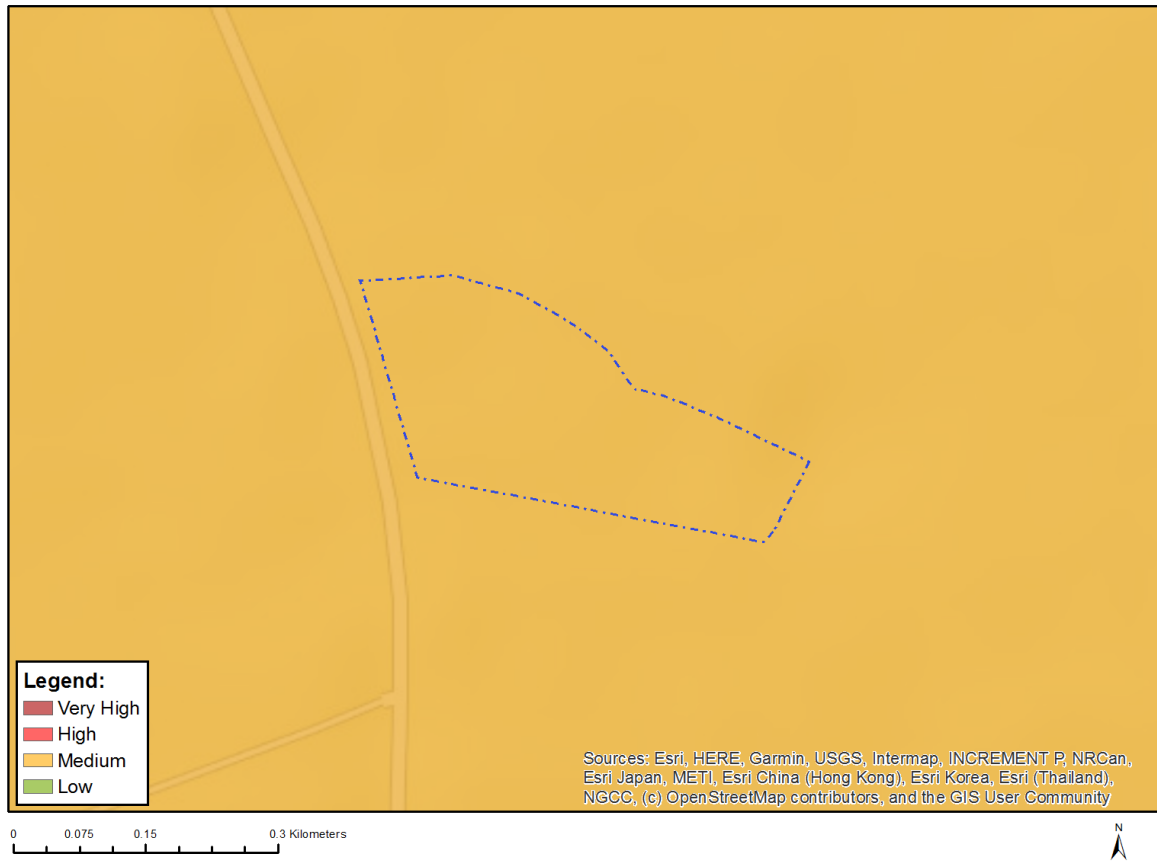 Legend:
Very High
High
Medium
Low
Sources: Esri, HERE, Garmin, USGS, Intermap, INCREMENT P, NRCan,
Esri Japan, METI, Esri China (Hong Kong), Esri Korea, Esri (Thailand),
NGCC, (c) OpenStreetMap contributors, and the GIS User Community
0 0.075 0.15 0.3 Kilometers
N